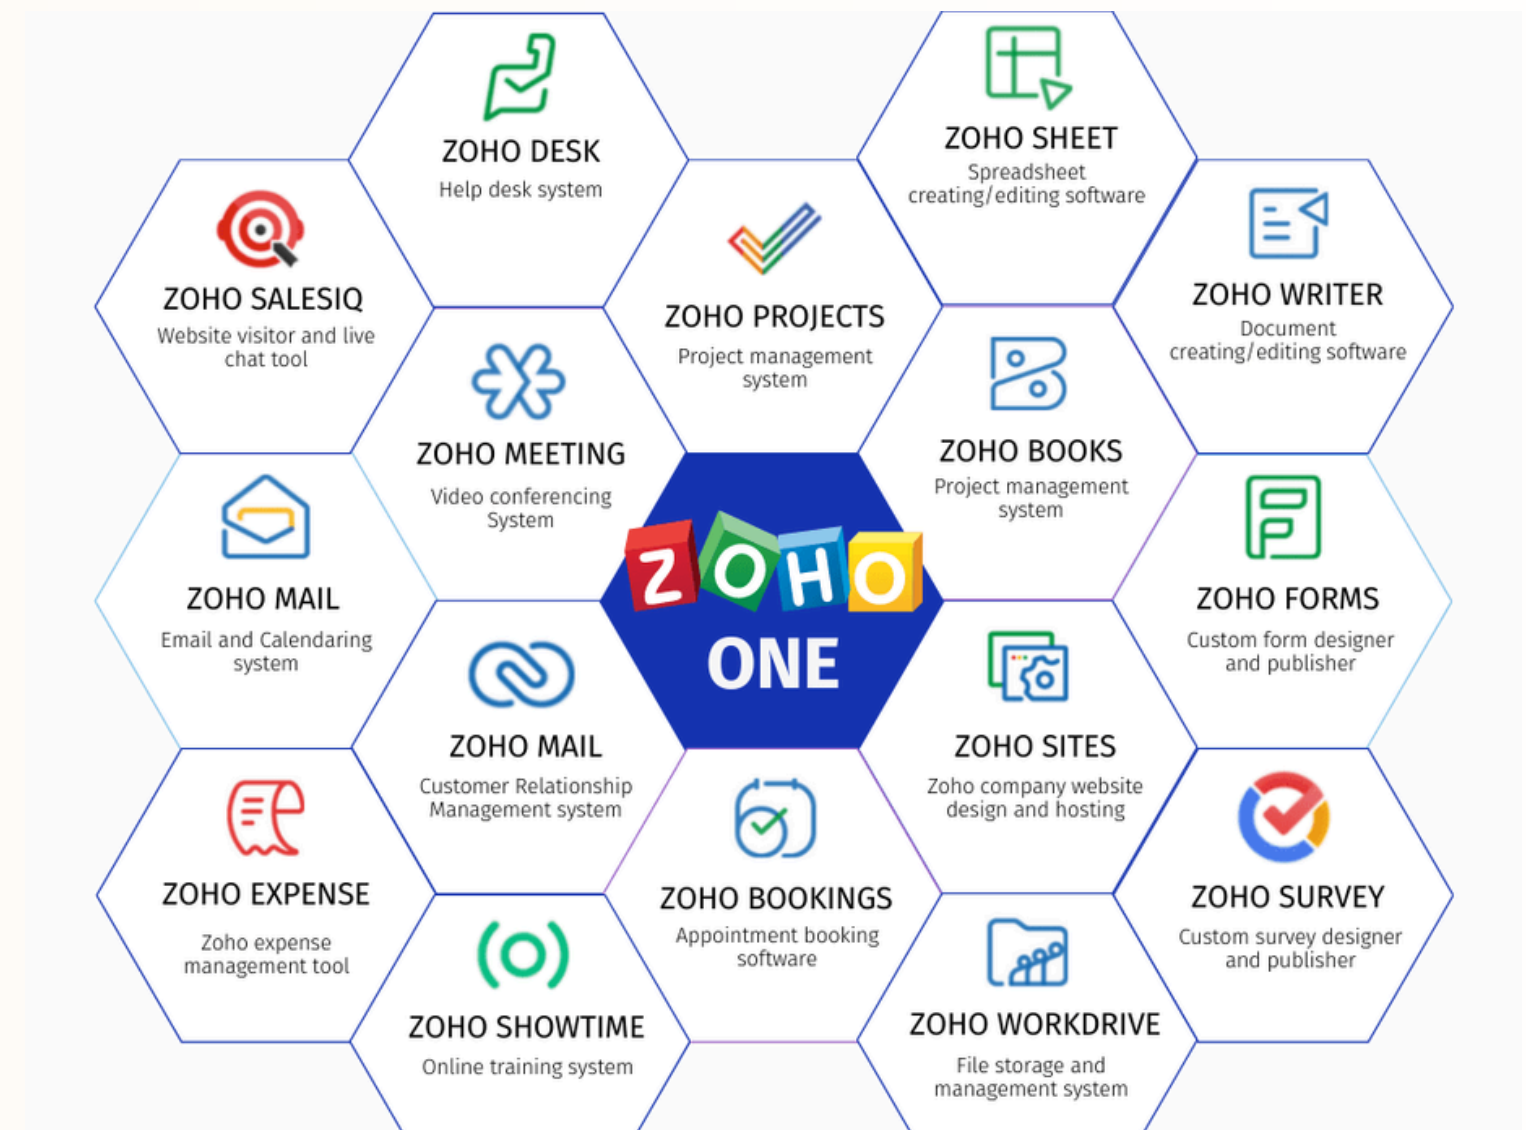 ZOHO DESK
Help desk system
ZOHO SHEET
Spreadsheet
creating/editing software
ZOHO SALESIQ
Website visitor and live
chat tool
ZOHO PROJECTS
Project management
system
ZOHO WRITER
Document
creating/editing software
ZOHO MEETING
Video conferencing
System
ZOHO BOOKS
Project management
system
ZOHO MAIL
Email and Calendaring
system
ZOHO
ONE
ZOHO FORMS
Custom form designer
and publisher
ZOHO MAIL
Customer Relationship
Management system
ZOHO SITES
Zoho company website
design and hosting
ZOHO EXPENSE
Zoho expense
management tool
ZOHO BOOKINGS
Appointment booking
software
ZOHO SURVEY
Custom survey designer
and publisher
ZOHO SHOWTIME
Online training system
ZOHO WORKDRIVE
File storage and
management system